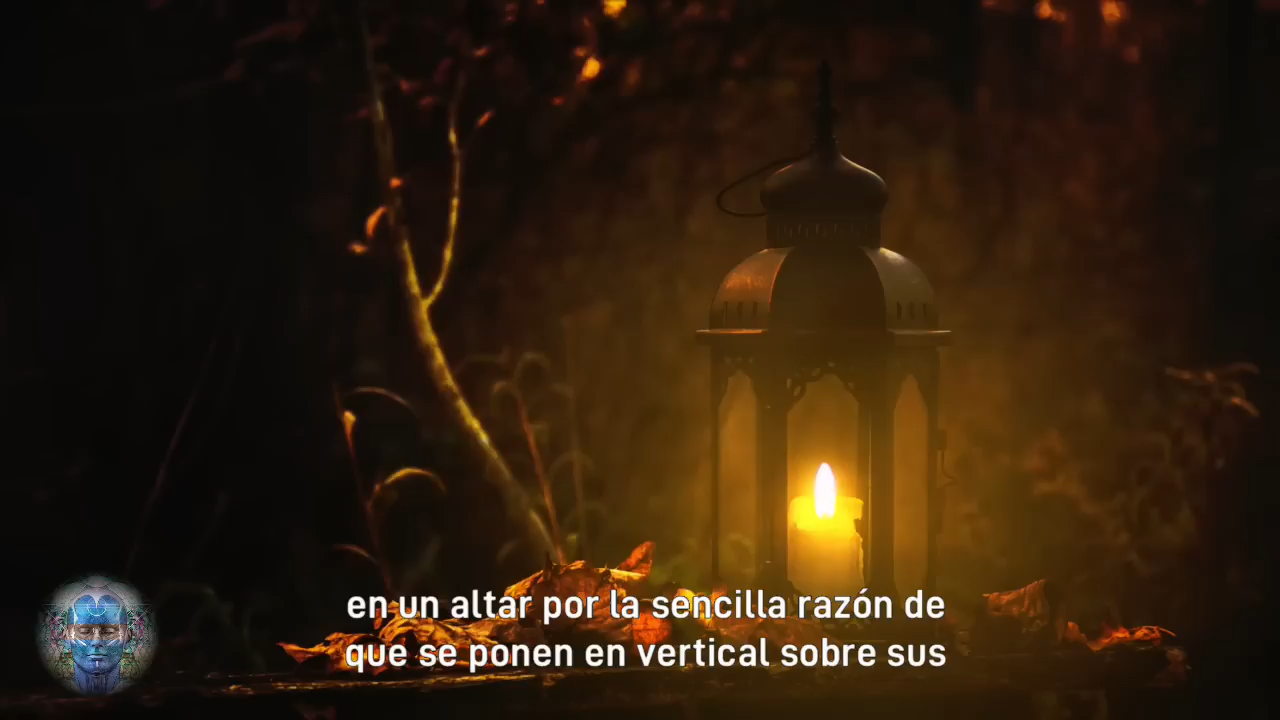 en un altar por la sencilla razón de
que se ponen en vertical sobre sus